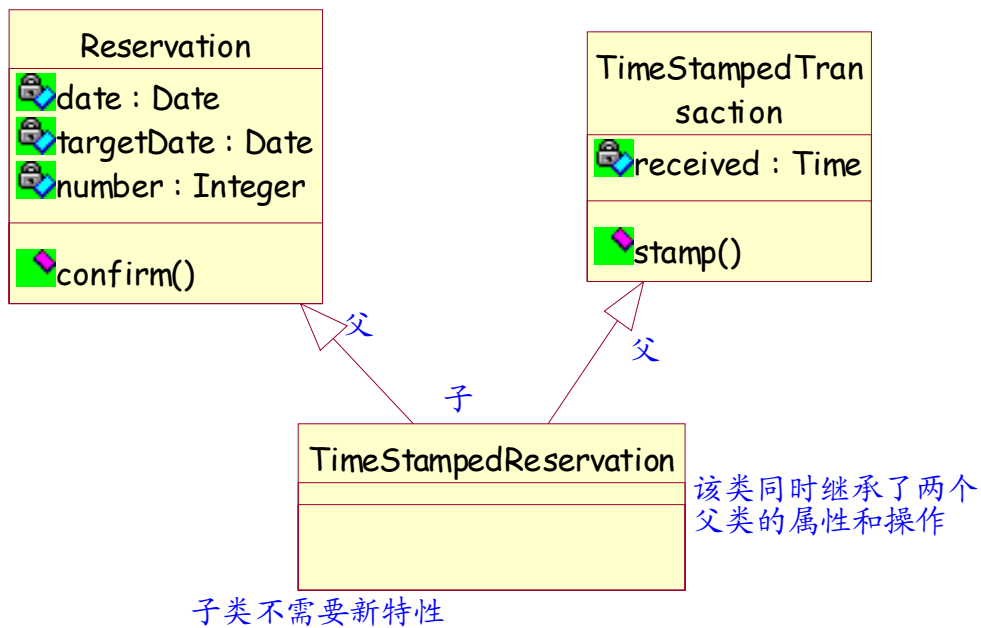 Reservation
date : Date
targetDate : Date
number : Integer
confirm()
TimeStampedTran
saction
received : Time
stamp()
父
父
子
TimeStampedReservation
该类同时继承了两个
父类的属性和操作
子类不需要新特性